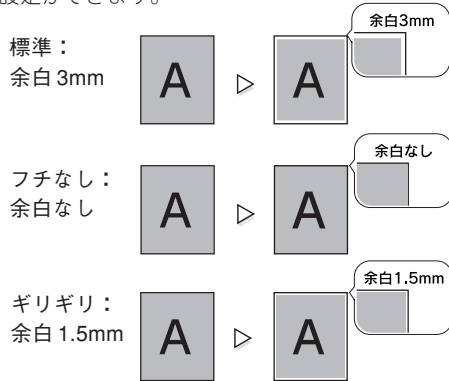 設定ができます。
標準：
余白 3mm
A
A
余白3mm
フチなし：
余白なし
A
A
余白なし
ギリギリ：
余白 1.5mm
A
A
余白1.5mm